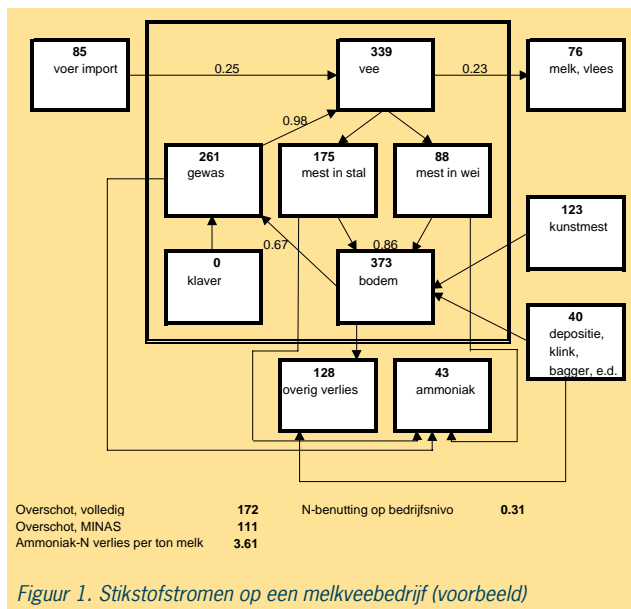 85
voer import
0.25
339
vee
0.23
76
melk, vlees
0.98
261
gewas
175
mest in stal
88
mest in wei
123
kunstmest
0
klaver
0.67
0.86
373
bodem
40
depositie,
klink,
bagger, e.d.
128
overig verlies
43
ammoniak
Overschot, volledig 172 N-benutting op bedrijfsnivo 0.31
Overschot, MINAS 111
Ammoniak-N verlies per ton melk 3.61
Figuur 1. Stikstofstromen op een melkveebedrijf (voorbeeld)